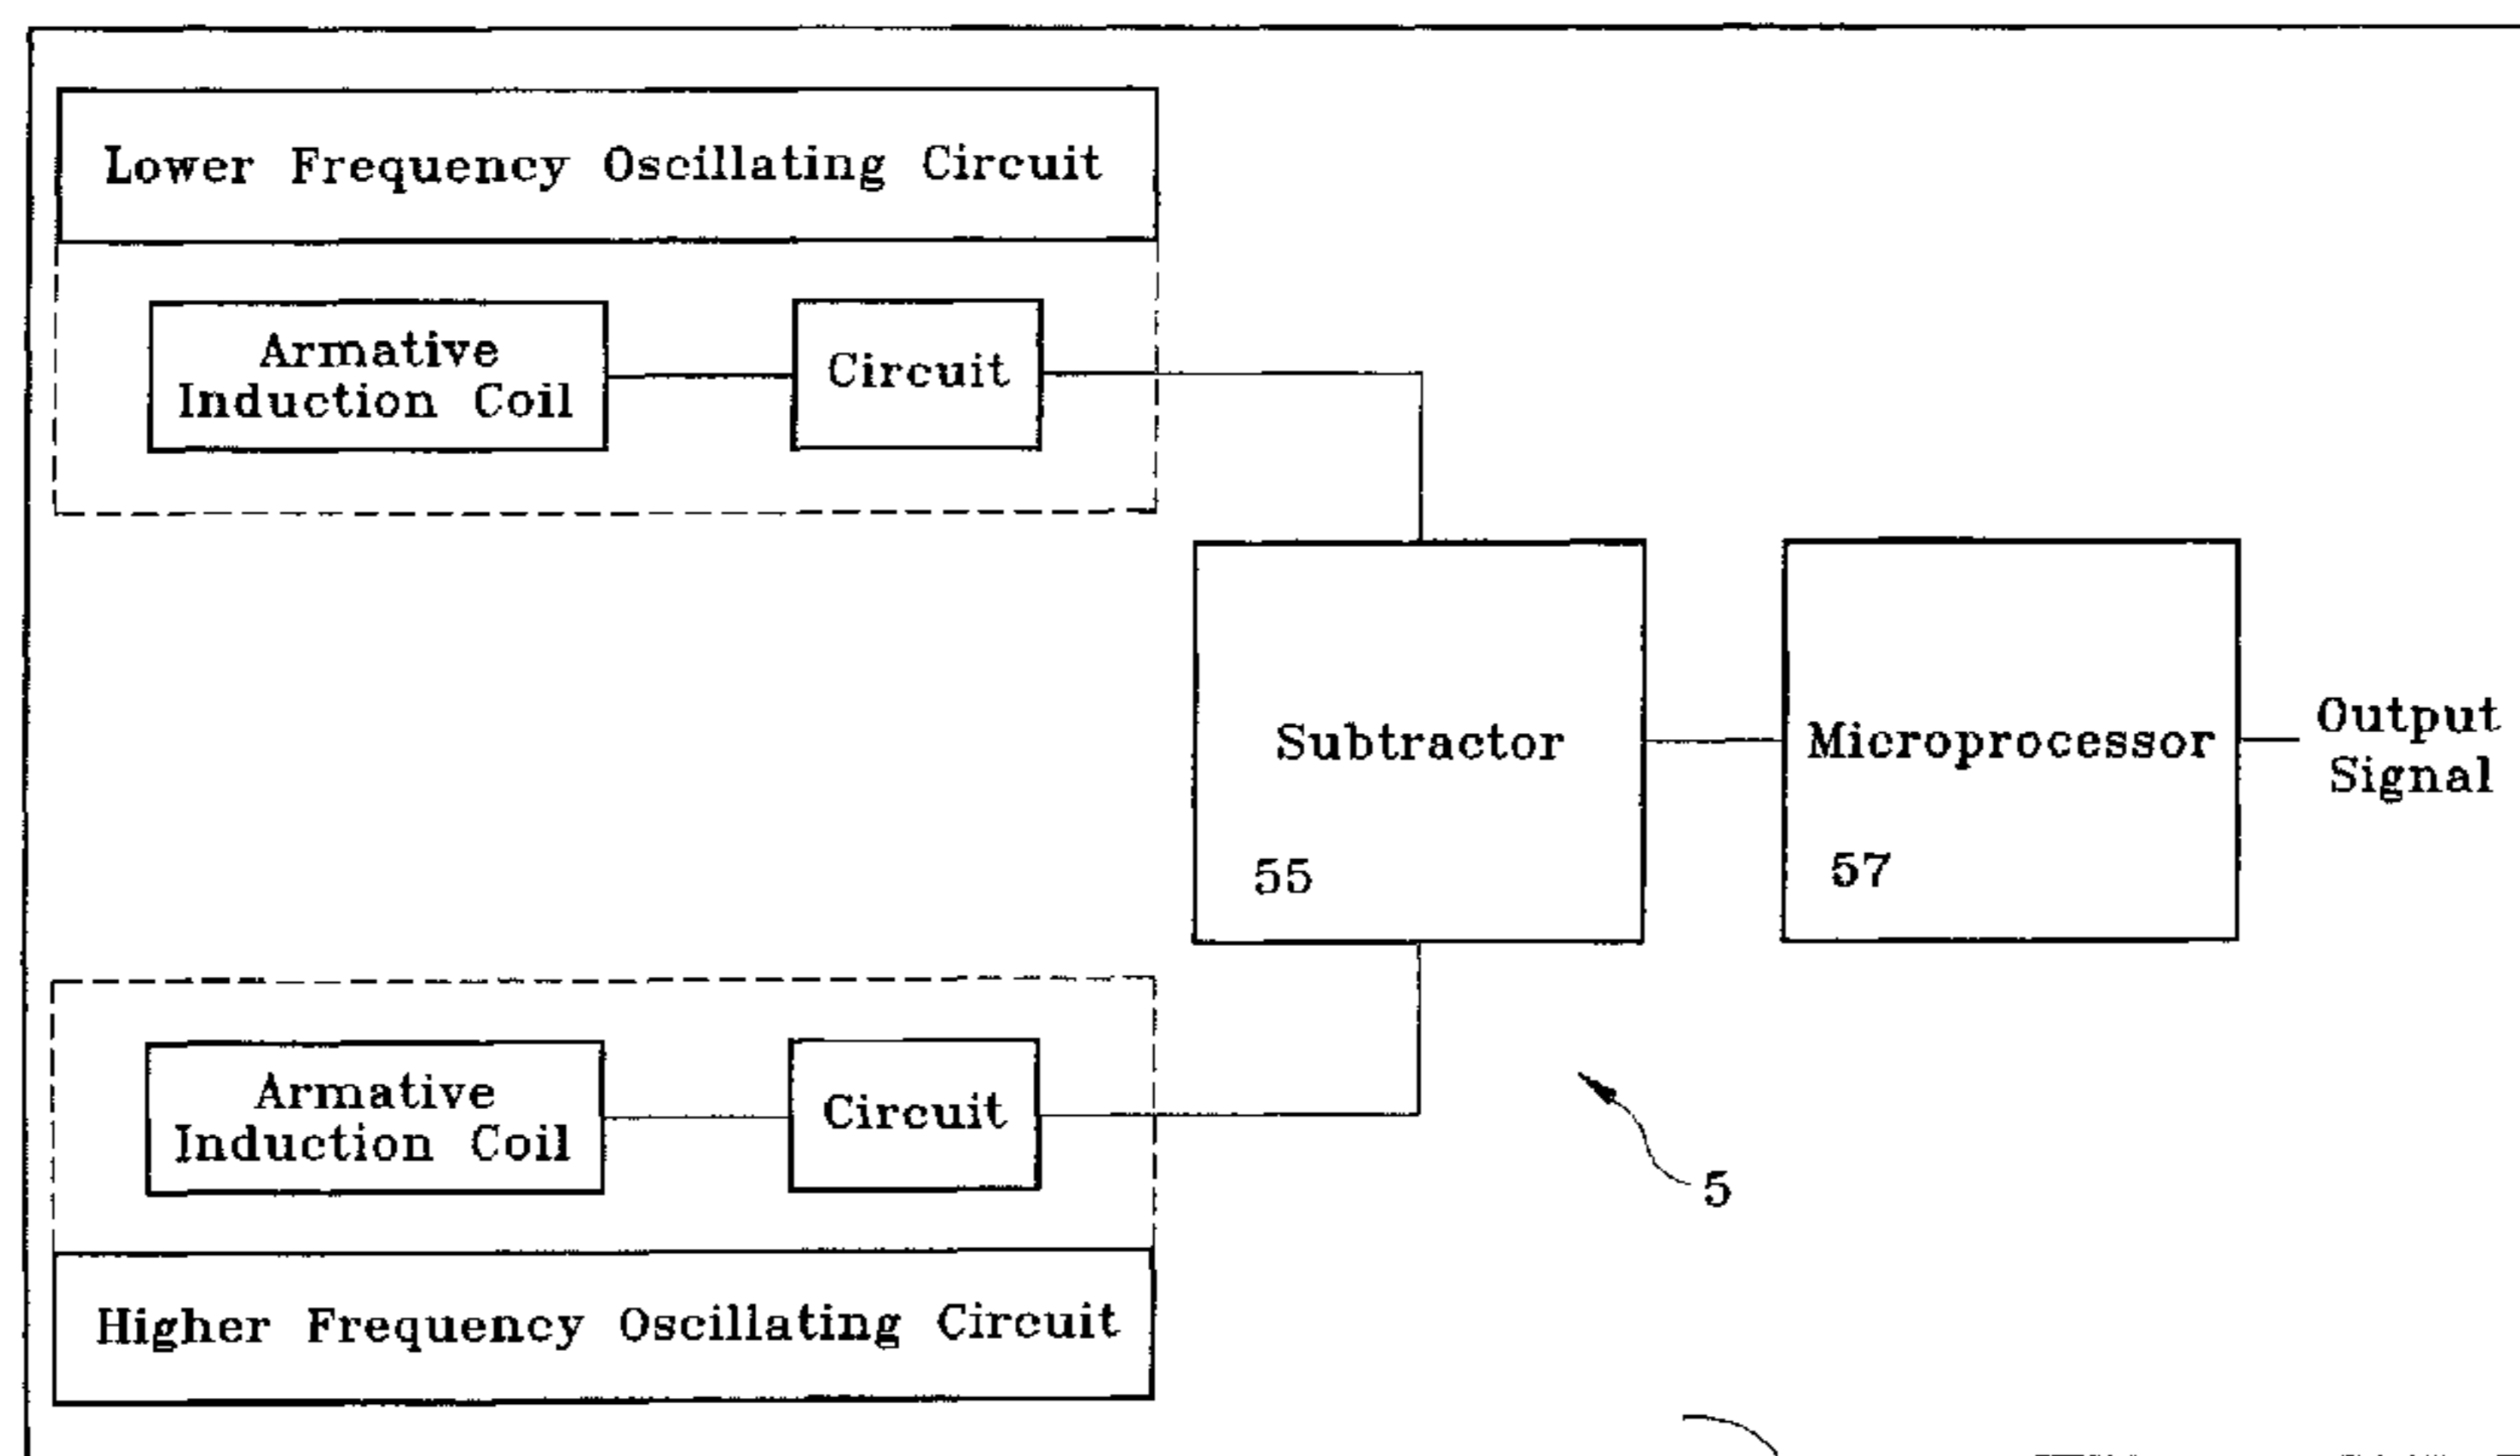 Lower Frequency Oscillating Circuit
Armative
Induction Coil
Circuit
Subtractor
55
Microprocessor
57
Output
Signal
Armative
Induction Coil
Circuit
5
Higher Frequency Oscillating Circuit